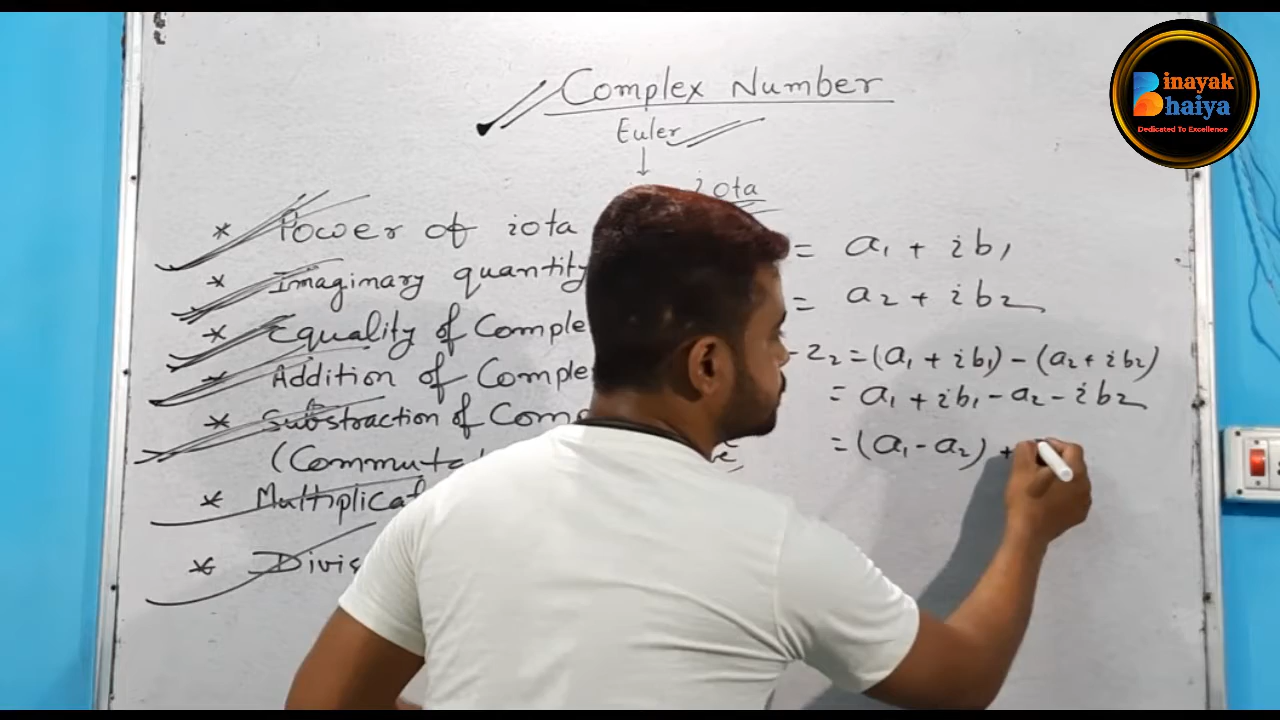 Binayak
Bhaiya
Dedicated To Excellence
Complex Number
Euler
↓
iota
* Power of iota
* Imaginary quantity
* Equality of Comple
* Addition of Comple
* Substraction of Com
(Commuta
* Multiplicat
* Divis
= a₁ + ib₁
= a₂ + ib₂
- z₂ = (a₁ + ib₁) - (a₂ + ib₂)
= a₁ + ib₁ - a₂ - ib₂
= (a₁ - a₂) +